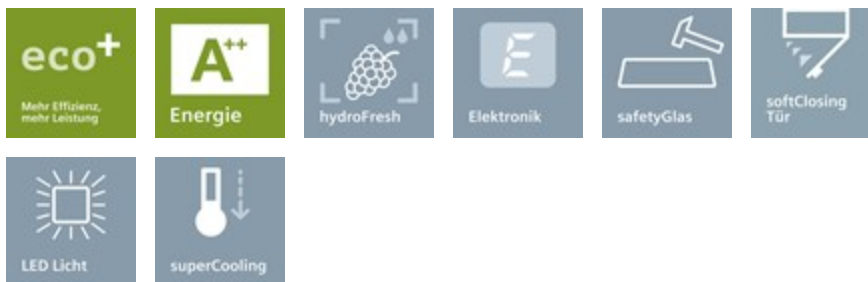 eco+
Mehr Effizienz,
mehr Leistung
A++
Energie
hydroFresh
E
Elektronik
safetyGlas
softClosing
Tür
LED Licht
superCooling